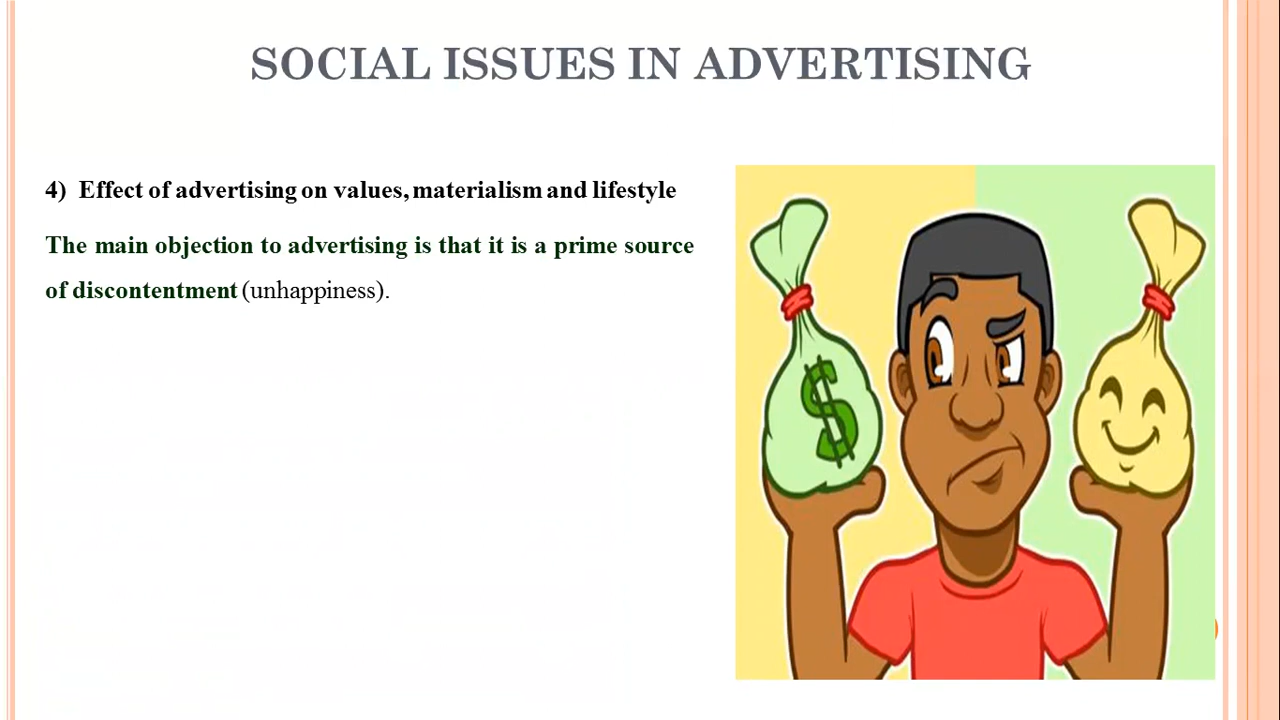 SOCIAL ISSUES IN ADVERTISING
4) Effect of advertising on values, materialism and lifestyle
The main objection to advertising is that it is a prime source
of discontentment (unhappiness).
$